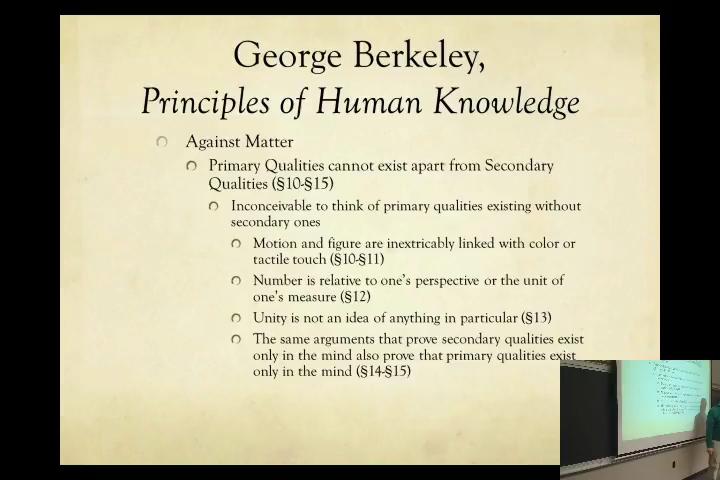 George Berkeley,
Principles of Human Knowledge
Against Matter
Primary Qualities cannot exist apart from Secondary
Qualities (§10-§15)
Inconceivable to think of primary qualities existing without
secondary ones
Motion and figure are inextricably linked with color or
tactile touch (§10-§11)
Number is relative to one's perspective or the unit of
one's measure (§12)
Unity is not an idea of anything in particular (§13)
The same arguments that prove secondary qualities exist
only in the mind also prove that primary qualities exist
only in the mind (§14-§15)